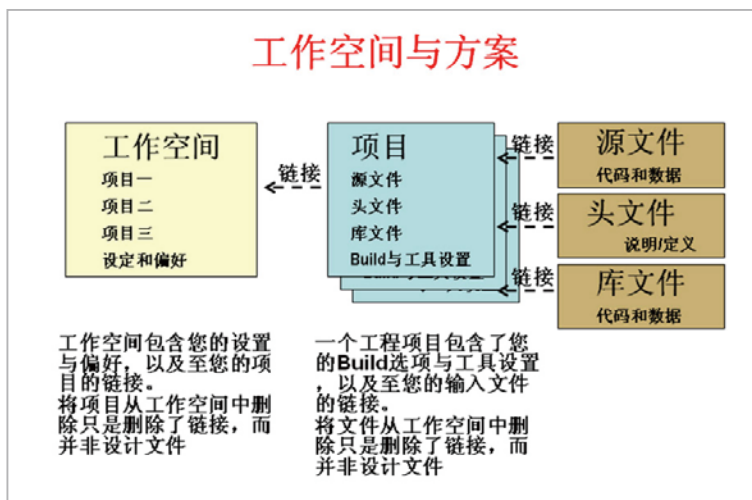 工作空间与方案
工作空间
项目一
项目二
项目三
设定和偏好
链接
项目
源文件
头文件
库文件
Build与工具设置
链接
源文件
代码和数据
链接
头文件
说明/定义
链接
库文件
代码和数据
工作空间包含您的设置
与偏好，以及至您的项
目的链接。
将项目从工作空间中删
除只是删除了链接，而
并非设计文件
一个工程项目包含了您
的Build选项与工具设置
，以及至您的输入文件
的链接。
将文件从工作空间中删
除只是删除了链接，而
并非设计文件